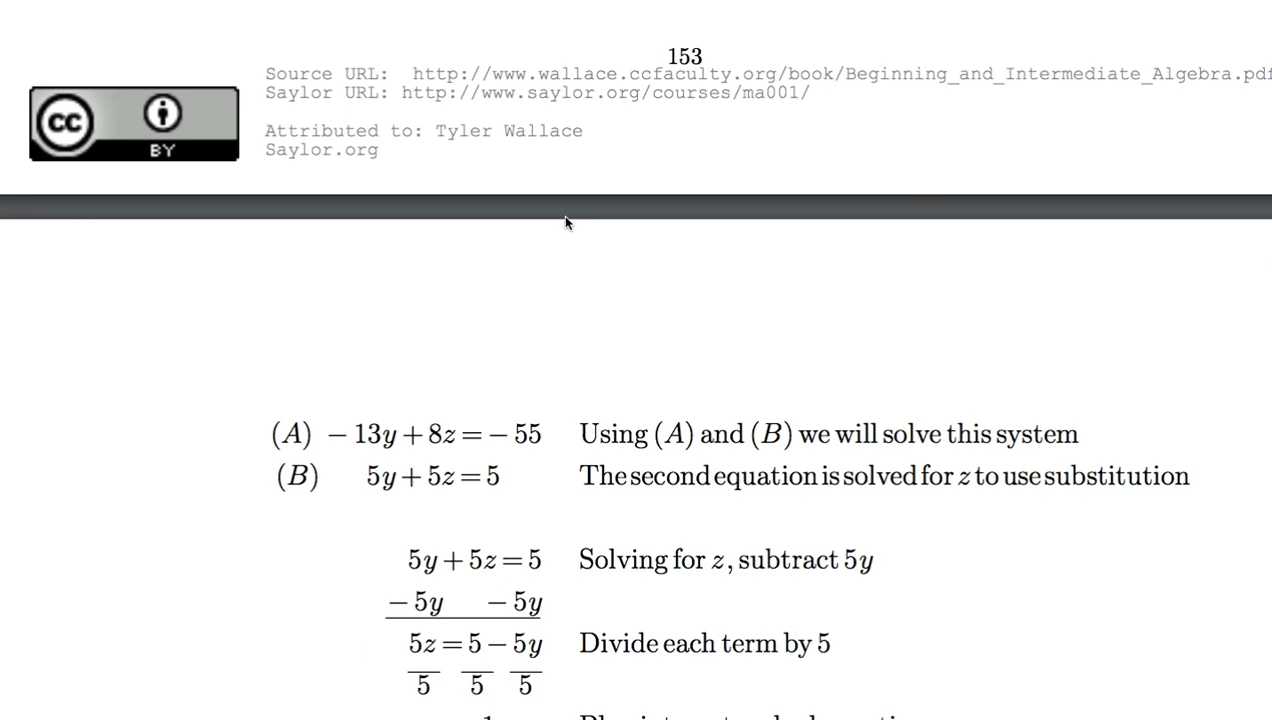 153
Source URL: http://www.wallace.ccfaculty.org/book/Beginning_and_Intermediate_Algebra.pdf
Saylor URL: http://www.saylor.org/courses/ma001/
Attributed to: Tyler Wallace
Saylor.org
CC BY
(A) − 13y + 8z = − 55 Using (A) and (B) we will solve this system
(B) 5y + 5z = 5 The second equation is solved for z to use substitution
5y + 5z = 5 Solving for z, subtract 5y
− 5y − 5y
5z = 5 − 5y Divide each term by 5
5 5 5